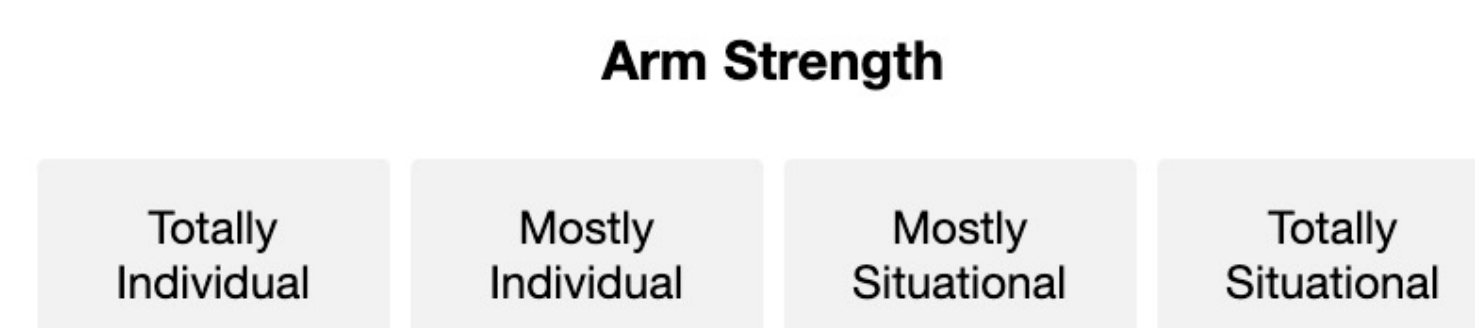 Arm Strength
Totally
Individual
Mostly
Individual
Mostly
Situational
Totally
Situational